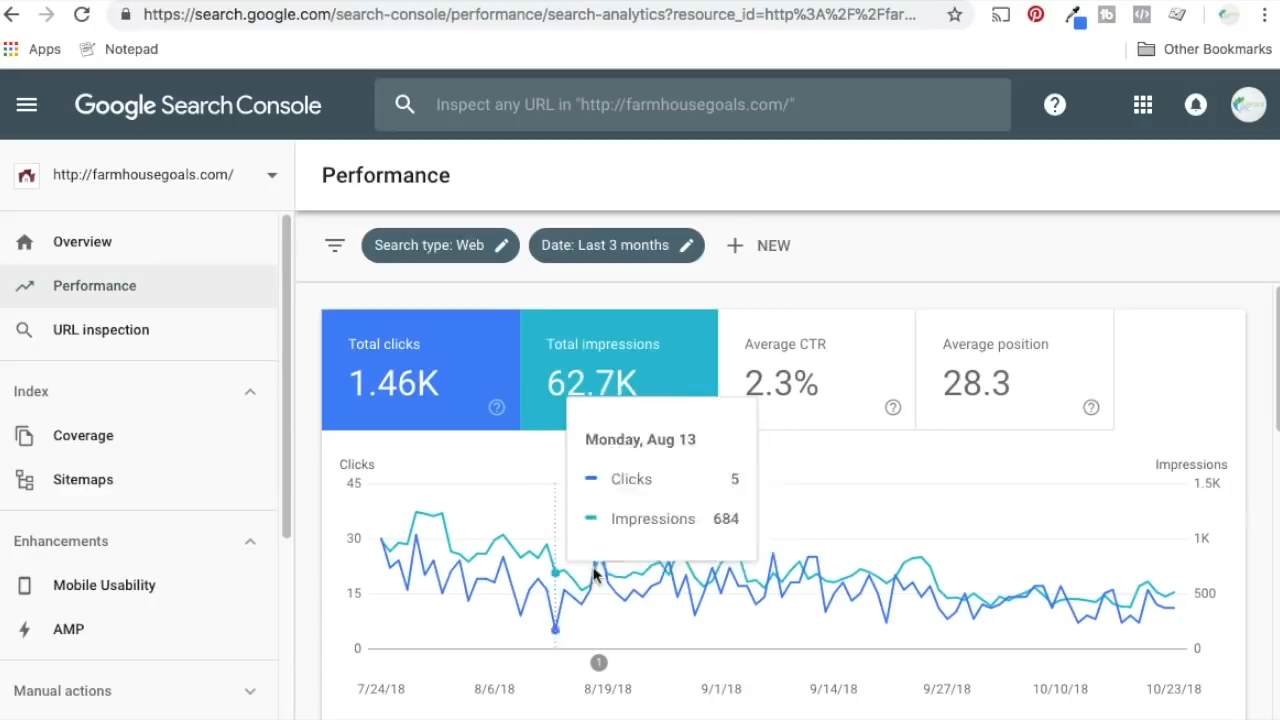 https://search.google.com/search-console/performance/search-analytics?resource_id=http%3A%2F%2Ffar...
Apps Notepad Other Bookmarks
Google Search Console
Inspect any URL in "http://farmhousegoals.com/"
http://farmhousegoals.com/
Performance
Overview
Performance
URL inspection
Index
Coverage
Sitemaps
Enhancements
Mobile Usability
AMP
Manual actions
Search type: Web
Date: Last 3 months
NEW
Total clicks
1.46K
Total impressions
62.7K
Average CTR
2.3%
Average position
28.3
Monday, Aug 13
Clicks 5
Impressions 684
Clicks Impressions
45 1.5K
30 1K
15 500
0 0
1
7/24/18 8/6/18 8/19/18 9/1/18 9/14/18 9/27/18 10/10/18 10/23/18